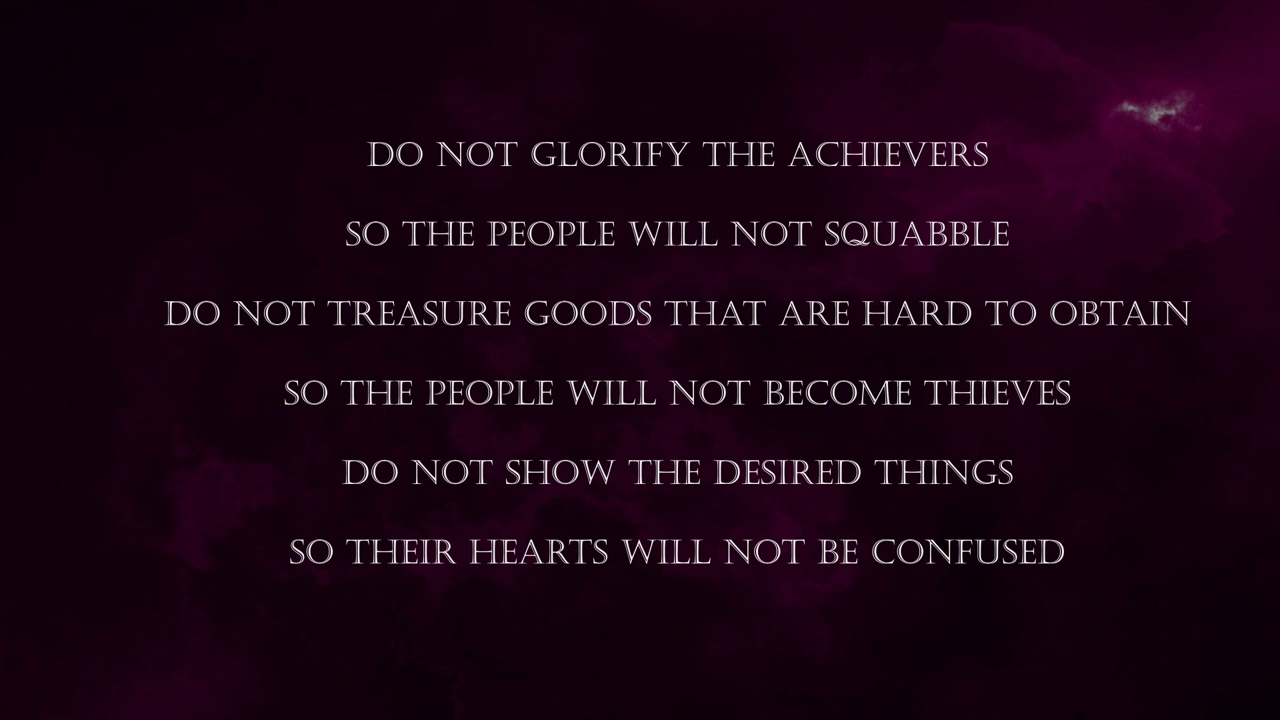 DO NOT GLORIFY THE ACHIEVERS
SO THE PEOPLE WILL NOT SQUABBLE
DO NOT TREASURE GOODS THAT ARE HARD TO OBTAIN
SO THE PEOPLE WILL NOT BECOME THIEVES
DO NOT SHOW THE DESIRED THINGS
SO THEIR HEARTS WILL NOT BE CONFUSED